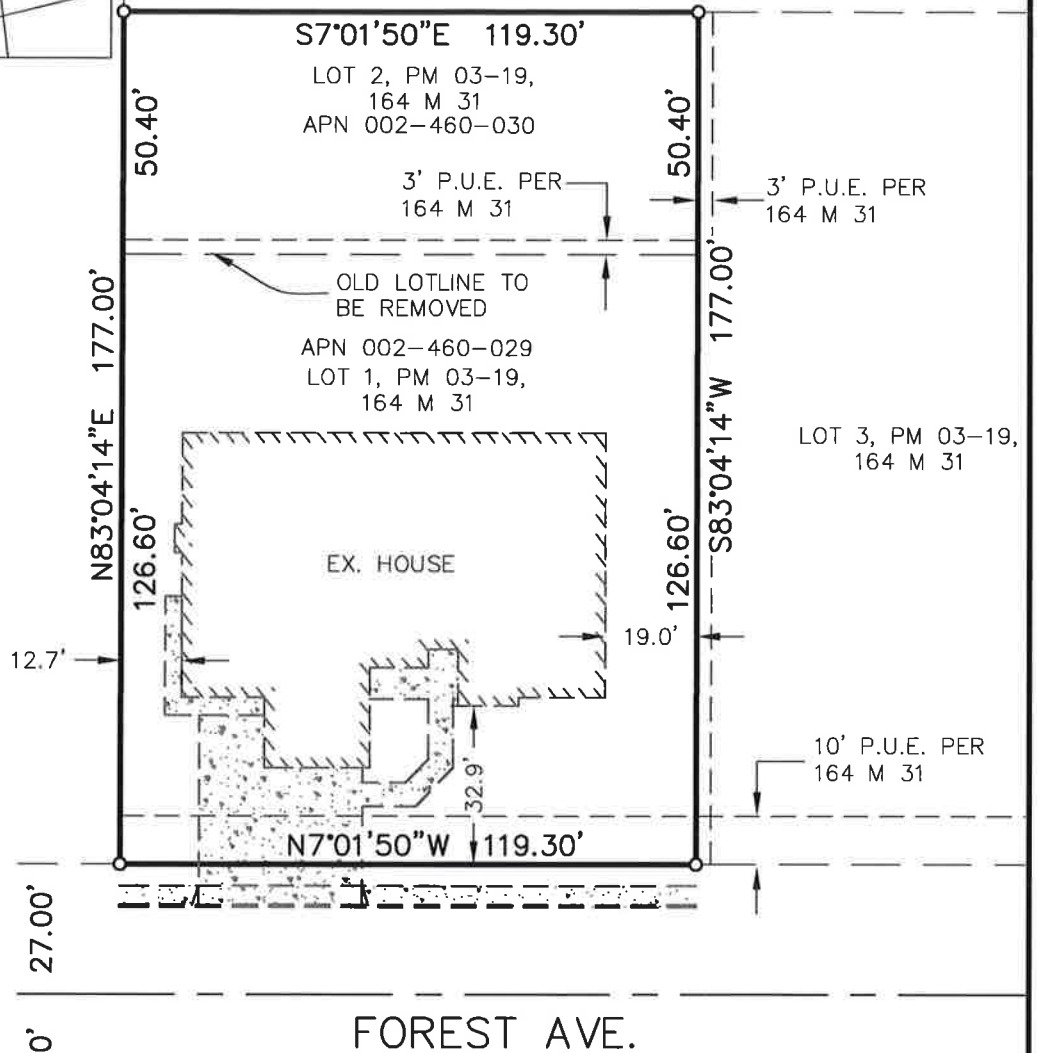 S7°01'50"E 119.30'
LOT 2, PM 03-19,
164 M 31
APN 002-460-030
50.40'
50.40'
3' P.U.E. PER
164 M 31
3' P.U.E. PER
164 M 31
OLD LOTLINE TO
BE REMOVED
APN 002-460-029
LOT 1, PM 03-19,
164 M 31
N83°04'14"E 177.00'
S83°04'14"W 177.00'
LOT 3, PM 03-19,
164 M 31
126.60'
126.60'
EX. HOUSE
12.7'
19.0'
32.9'
10' P.U.E. PER
164 M 31
N7°01'50"W 119.30'
27.00'
0'
FOREST AVE.